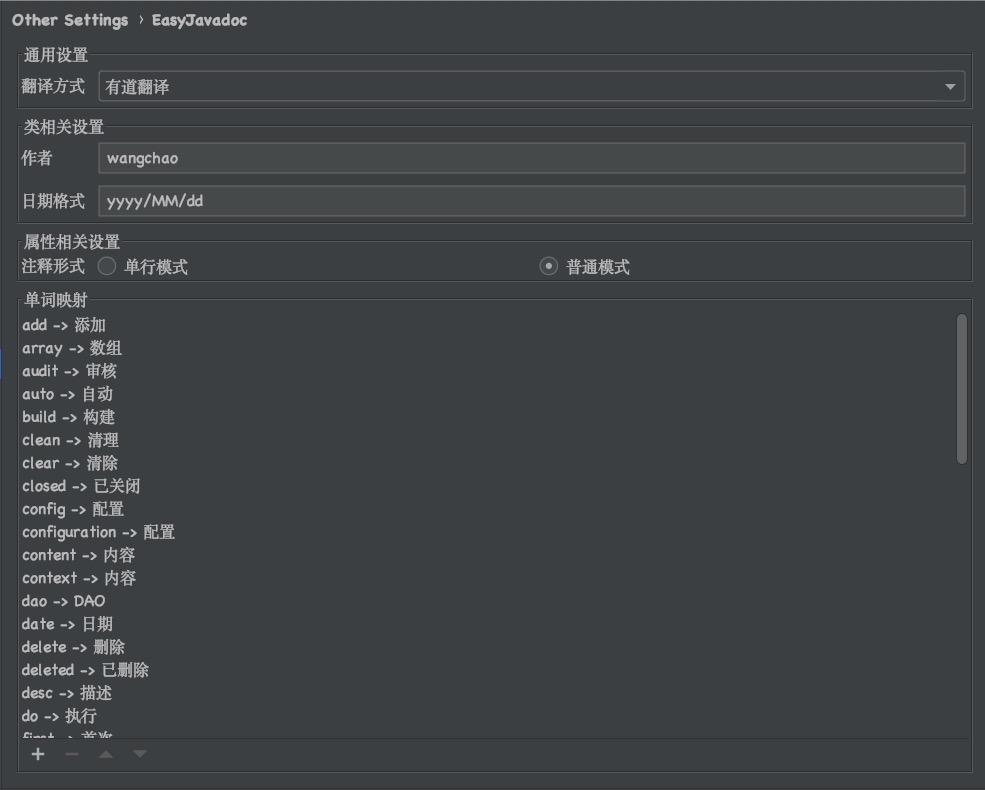 Other Settings › EasyJavadoc
通用设置
翻译方式 有道翻译
类相关设置
作者 wangchao
日期格式 yyyy/MM/dd
属性相关设置
注释形式 单行模式 普通模式
单词映射
add -> 添加
array -> 数组
audit -> 审核
auto -> 自动
build -> 构建
clean -> 清理
clear -> 清除
closed -> 已关闭
config -> 配置
configuration -> 配置
content -> 内容
context -> 内容
dao -> DAO
date -> 日期
delete -> 删除
deleted -> 已删除
desc -> 描述
do -> 执行
first -> 首次